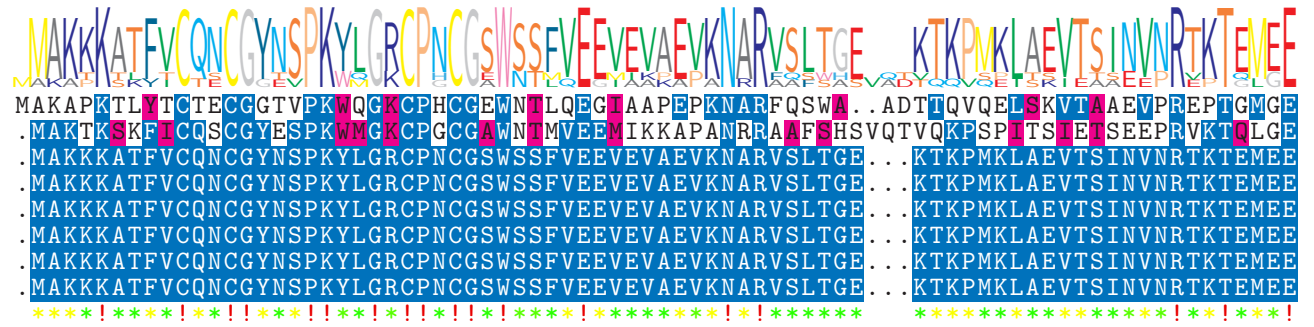 MAKKKATFVCQNCGYNSPKYLGRCPNCGSWSSFVEEVEVAEVKNARVSLTGE KTKPMKLAEVTSINVNRTKTEMEE
MAKAPKTLYTCTECGGTVPKWQGKCPHCGEWNTLQEGIAAPEPKNARFQSWA..ADTTQVQELSKVTAAEVPREPTGMGE
.MAKTKSKFICQSCGYESPKWMGKCPGCGAWNTMVEEMIKKAPANRRAAFSHSVQTVQKPSPITSIETSEEPRVKTQLGE
.MAKKKATFVCQNCGYNSPKYLGRCPNCGSWSSFVEEVEVAEVKNARVSLTGE...KTKPMKLAEVTSINVNRTKTEMEE
.MAKKKATFVCQNCGYNSPKYLGRCPNCGSWSSFVEEVEVAEVKNARVSLTGE...KTKPMKLAEVTSINVNRTKTEMEE
.MAKKKATFVCQNCGYNSPKYLGRCPNCGSWSSFVEEVEVAEVKNARVSLTGE...KTKPMKLAEVTSINVNRTKTEMEE
.MAKKKATFVCQNCGYNSPKYLGRCPNCGSWSSFVEEVEVAEVKNARVSLTGE...KTKPMKLAEVTSINVNRTKTEMEE
.MAKKKATFVCQNCGYNSPKYLGRCPNCGSWSSFVEEVEVAEVKNARVSLTGE...KTKPMKLAEVTSINVNRTKTEMEE
.MAKKKATFVCQNCGYNSPKYLGRCPNCGSWSSFVEEVEVAEVKNARVSLTGE...KTKPMKLAEVTSINVNRTKTEMEE
****!****!**!!***!!**!*!!*!*!*****!********!*!****** ****************!**!***!